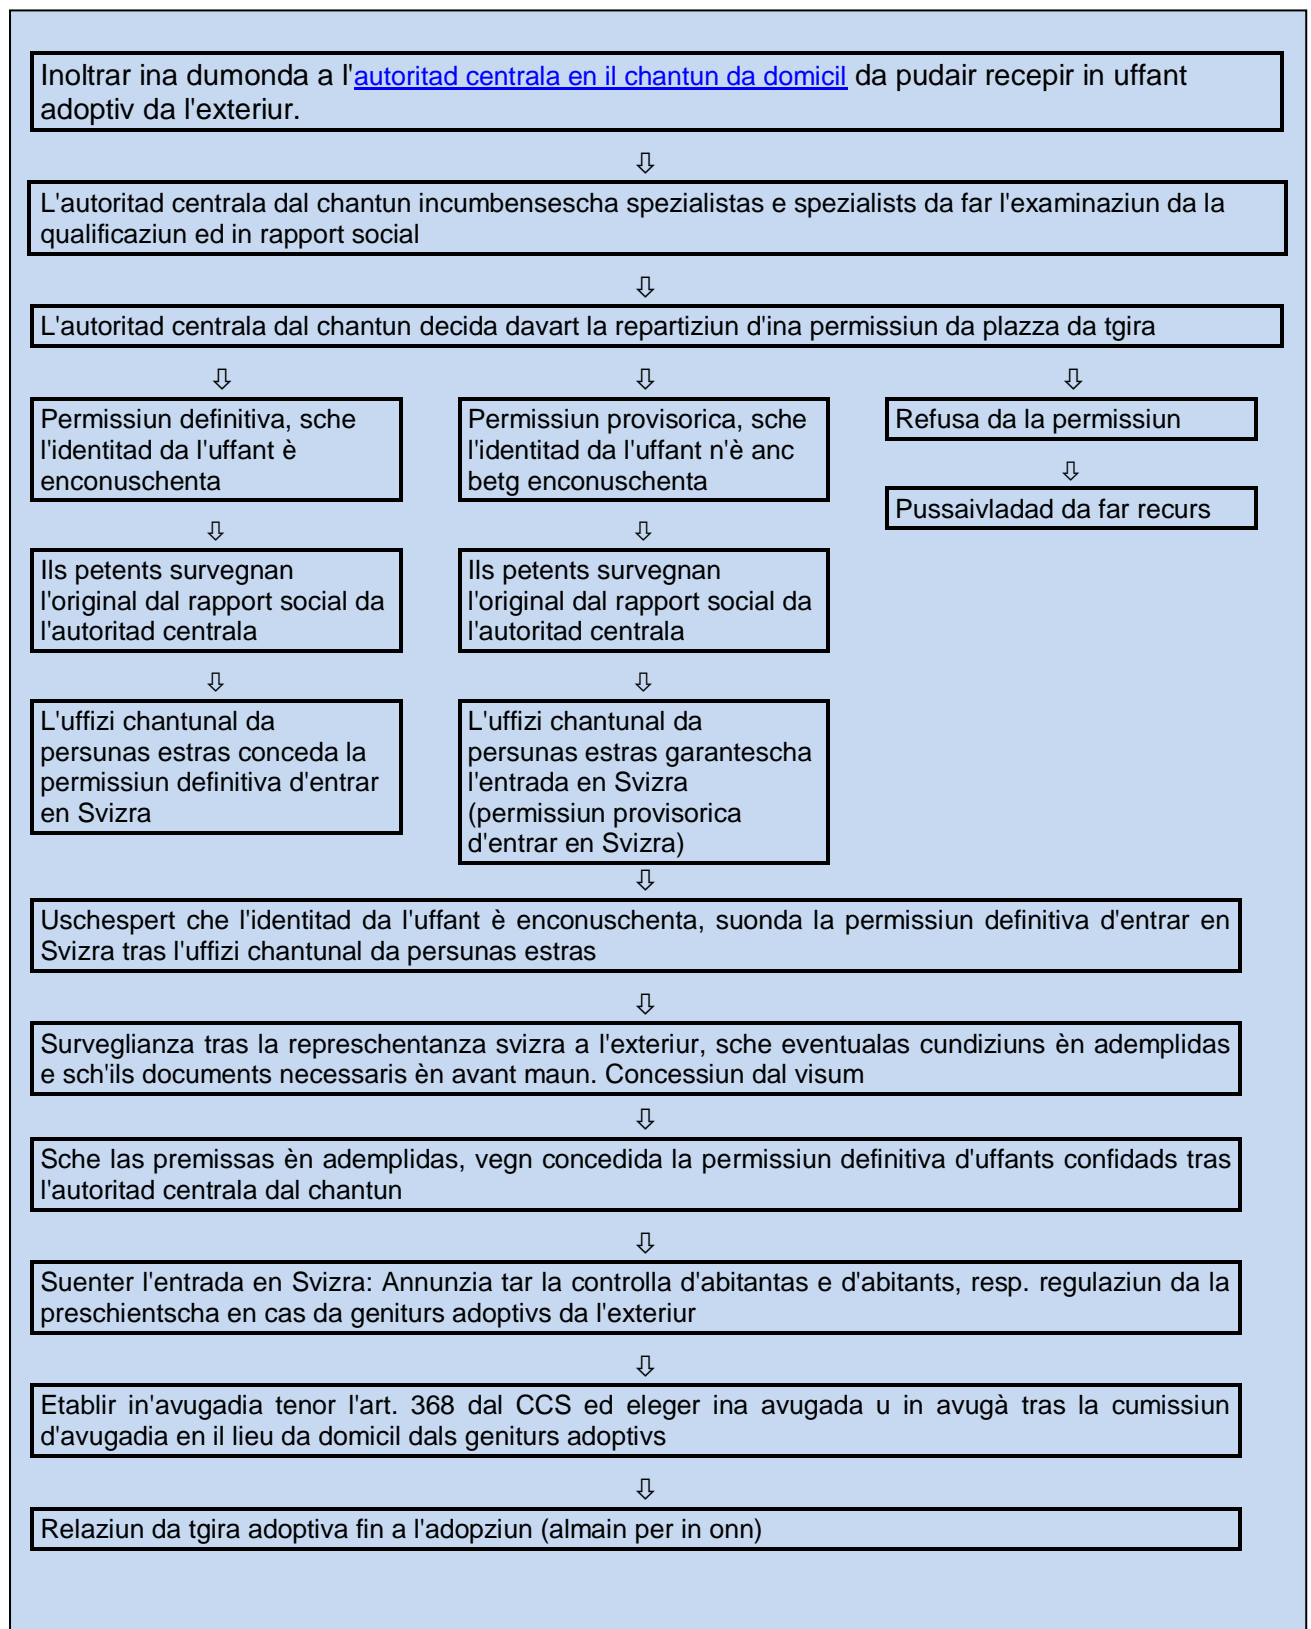 Inoltrar ina dumonda a l'autoritad centrala en il chantun da domicil da pudair recepir in uffant
adoptiv da l'exteriur.
⇩
L'autoritad centrala dal chantun incumbensescha spezialistas e spezialists da far l'examinaziun da la
qualificaziun ed in rapport social
⇩
L'autoritad centrala dal chantun decida davart la repartiziun d'ina permissiun da plazza da tgira
⇩
Permissiun definitiva, sche
l'identitad da l'uffant è
enconuschenta
⇩
Ils petents survegnan
l'original dal rapport social da
l'autoritad centrala
⇩
L'uffizi chantunal da
persunas estras conceda la
permissiun definitiva d'entrar
en Svizra
⇩
Permissiun provisorica, sche
l'identitad da l'uffant n'è anc
betg enconuschenta
⇩
Ils petents survegnan
l'original dal rapport social da
l'autoritad centrala
⇩
L'uffizi chantunal da
persunas estras garantescha
l'entrada en Svizra
(permissiun provisorica
d'entrar en Svizra)
⇩
Refusa da la permissiun
⇩
Pussaivladad da far recurs
⇩
Uschespert che l'identitad da l'uffant è enconuschenta, suonda la permissiun definitiva d'entrar en
Svizra tras l'uffizi chantunal da persunas estras
⇩
Surveglianza tras la represchentanza svizra a l'exteriur, sche eventualas cundiziuns èn ademplidas
e sch'ils documents necessaris èn avant maun. Concessiun dal visum
⇩
Sche las premissas èn ademplidas, vegn concedida la permissiun definitiva d'uffants confidads tras
l'autoritad centrala dal chantun
⇩
Suenter l'entrada en Svizra: Annunzia tar la controlla d'abitantas e d'abitants, resp. regulaziun da la
preschientscha en cas da geniturs adoptivs da l'exteriur
⇩
Etablir in'avugadia tenor l'art. 368 dal CCS ed eleger ina avugada u in avugà tras la cumissiun
d'avugadia en il lieu da domicil dals geniturs adoptivs
⇩
Relaziun da tgira adoptiva fin a l'adopziun (almain per in onn)